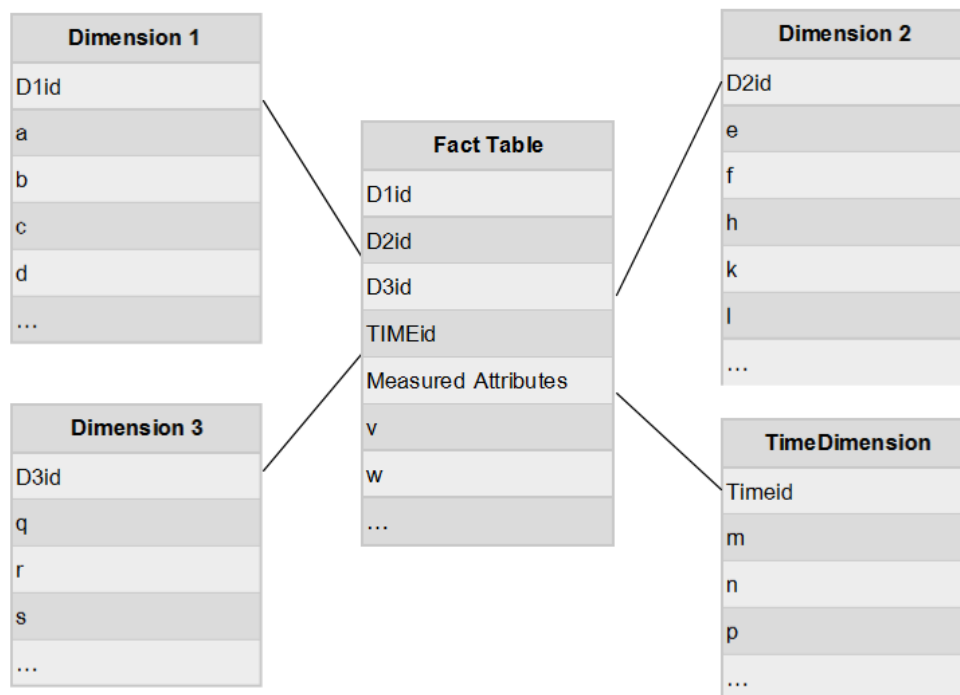 Dimension 1
D1id
a
b
c
d
...
Dimension 3
D3id
q
r
s
...
Fact Table
D1id
D2id
D3id
TIMEid
Measured Attributes
v
w
...
Dimension 2
D2id
e
f
h
k
l
...
TimeDimension
Timeid
m
n
p
...